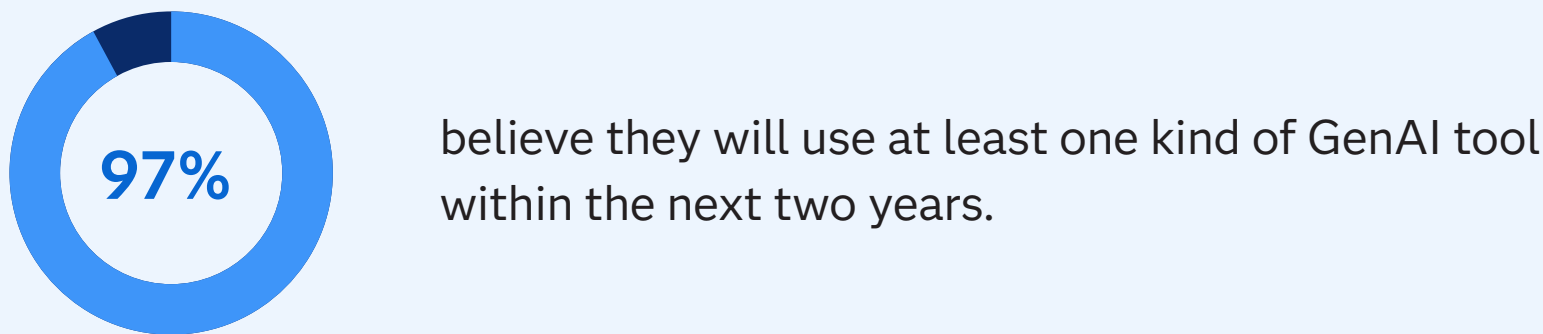 97%
believe they will use at least one kind of GenAI tool
within the next two years.